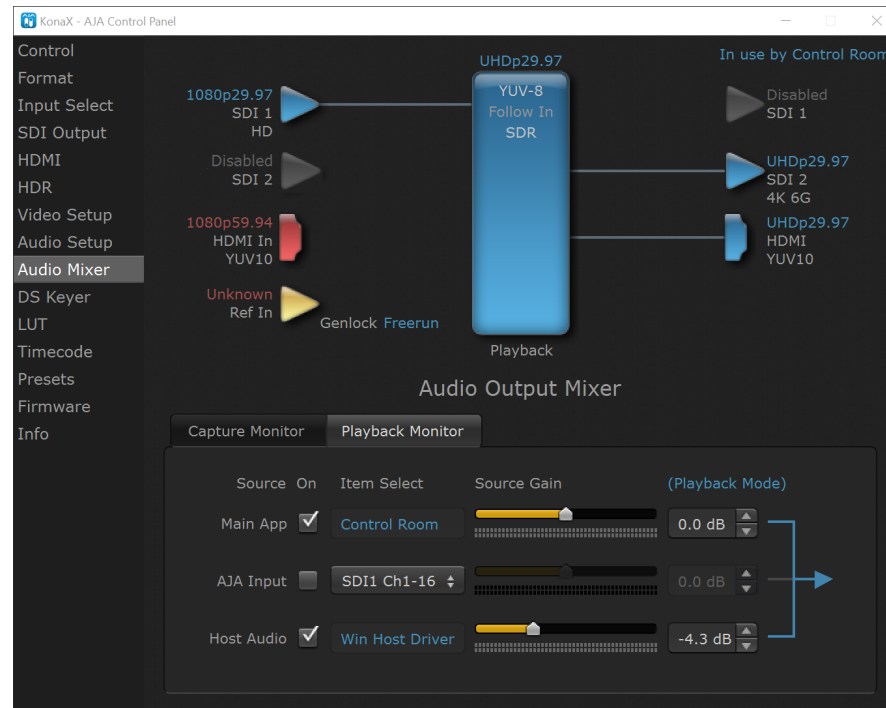 KonaX - AJA Control Panel
Control
Format
Input Select
SDI Output
HDMI
HDR
Video Setup
Audio Setup
Audio Mixer
DS Keyer
LUT
Timecode
Presets
Firmware
Info
1080p29.97
SDI 1
HD
Disabled
SDI 2
1080p59.94
HDMI In
YUV10
Unknown
Ref In
Genlock Freerun
UHDp29.97
YUV-8
Follow In
SDR
Playback
In use by Control Room
Disabled
SDI 1
UHDp29.97
SDI 2
4K 6G
UHDp29.97
HDMI
YUV10
Audio Output Mixer
Capture Monitor Playback Monitor
Source On Item Select Source Gain (Playback Mode)
Main App Control Room 0.0 dB
AJA Input SDI1 Ch1-16 0.0 dB
Host Audio Win Host Driver -4.3 dB